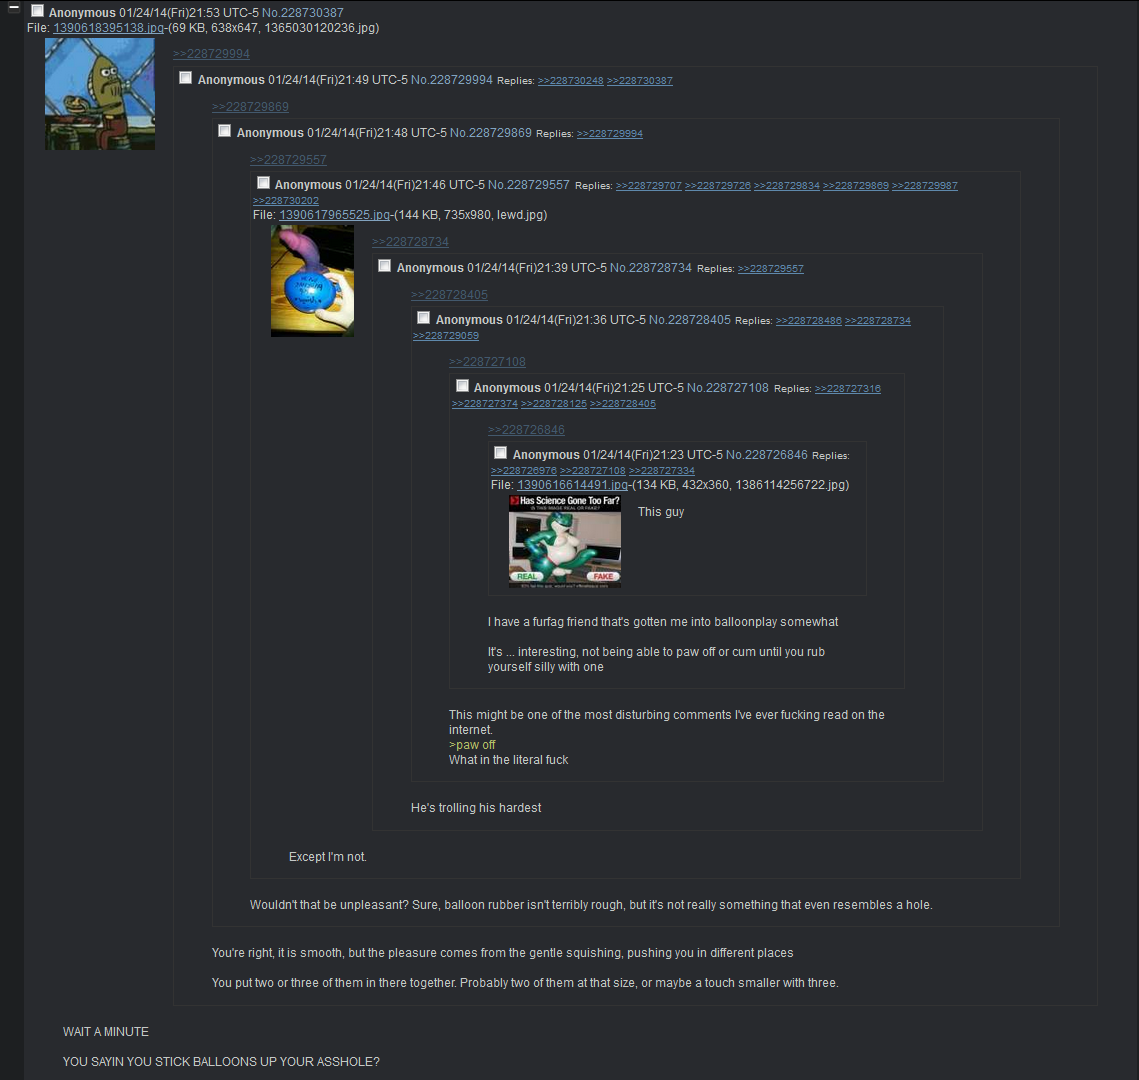 Anonymous 01/24/14(Fri)21:53 UTC-5 No.228730387
File: 1390618395138.jpg-(69 KB, 638x647, 1365030120236.jpg)
>>228729994
Anonymous 01/24/14(Fri)21:49 UTC-5 No.228729994 Replies: >>228730248 >>228730387
>>228729869
Anonymous 01/24/14(Fri)21:48 UTC-5 No.228729869 Replies: >>228729994
>>228729557
Anonymous 01/24/14(Fri)21:46 UTC-5 No.228729557 Replies: >>228729707 >>228729726 >>228729834 >>228729869 >>228729987
>>228730202
File: 1390617965525.jpg-(144 KB, 735x980, lewd.jpg)
>>228728734
Anonymous 01/24/14(Fri)21:39 UTC-5 No.228728734 Replies: >>228729557
>>228728405
Anonymous 01/24/14(Fri)21:36 UTC-5 No.228728405 Replies: >>228728486 >>228728734
>>228729059
>>228727108
Anonymous 01/24/14(Fri)21:25 UTC-5 No.228727108 Replies: >>228727316
>>228727374 >>228728125 >>228728405
>>228726846
Anonymous 01/24/14(Fri)21:23 UTC-5 No.228726846 Replies:
>>228726976 >>228727108 >>228727334
File: 1390616614491.jpg-(134 KB, 432x360, 1386114256722.jpg)
Has Science Gone Too Far?
IS THIS IMAGE REAL OR FAKE?
REAL FAKE
This guy
I have a furfag friend that's gotten me into balloonplay somewhat
It's ... interesting, not being able to paw off or cum until you rub
yourself silly with one
This might be one of the most disturbing comments I've ever fucking read on the
internet.
>paw off
What in the literal fuck
He's trolling his hardest
Except I'm not.
Wouldn't that be unpleasant? Sure, balloon rubber isn't terribly rough, but it's not really something that even resembles a hole.
You're right, it is smooth, but the pleasure comes from the gentle squishing, pushing you in different places
You put two or three of them in there together. Probably two of them at that size, or maybe a touch smaller with three.
WAIT A MINUTE
YOU SAYIN YOU STICK BALLOONS UP YOUR ASSHOLE?